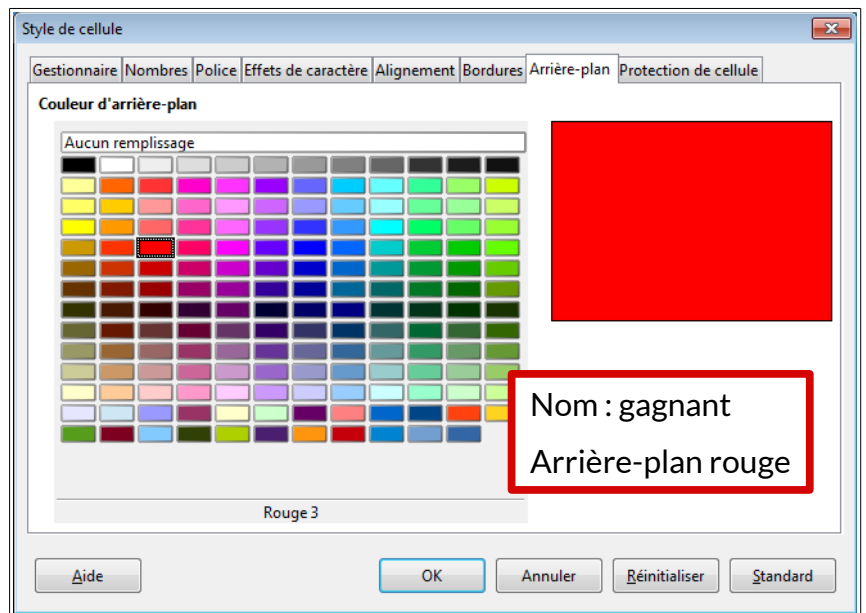 Style de cellule
Gestionnaire Nombres Police Effets de caractère Alignement Bordures Arrière-plan Protection de cellule
Couleur d'arrière-plan
Aucun remplissage
Nom : gagnant
Arrière-plan rouge
Rouge 3
Aide OK Annuler Réinitialiser Standard